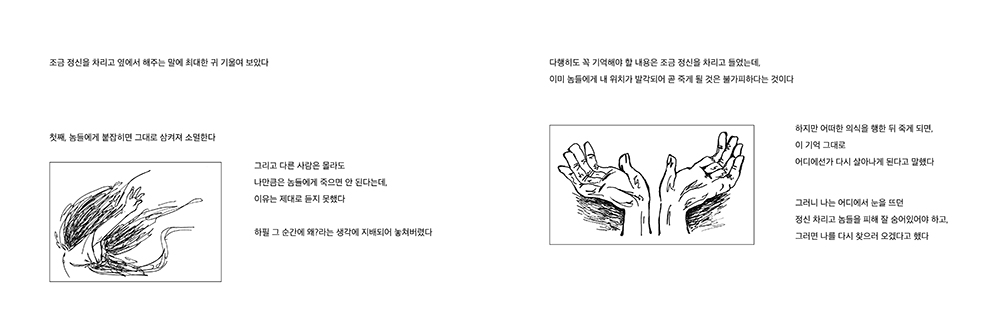 조금 정신을 차리고 옆에서 해주는 말에 최대한 귀 기울여 보았다
첫째, 놈들에게 붙잡히면 그대로 삼켜져 소멸한다
그리고 다른 사람은 몰라도
나만큼은 놈들에게 죽으면 안 된다는데,
이유는 제대로 듣지 못했다
하필 그 순간에 왜?라는 생각에 지배되어 놓쳐버렸다
다행히도 꼭 기억해야 할 내용은 조금 정신을 차리고 들었는데,
이미 놈들에게 내 위치가 발각되어 곧 죽게 될 것은 불가피하다는 것이다
하지만 어떠한 의식을 행한 뒤 죽게 되면,
이 기억 그대로
어디에선가 다시 살아나게 된다고 말했다
그러니 나는 어디에서 눈을 뜨던
정신 차리고 놈들을 피해 잘 숨어있어야 하고,
그러면 나를 다시 찾으러 오겠다고 했다